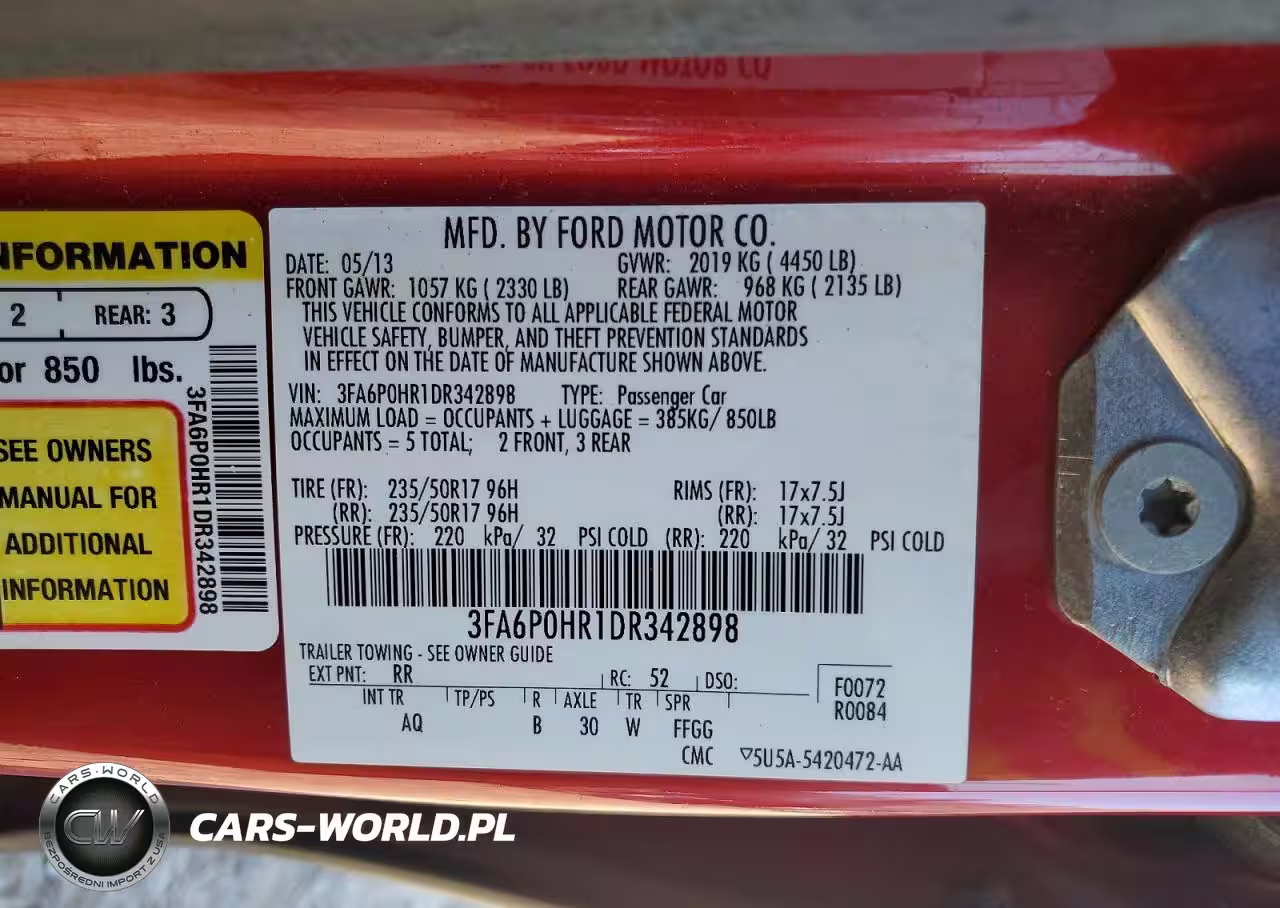 NFORMATION
2 REAR: 3
or 850 lbs.
3FA6P0HR1DR342898
SEE OWNERS
MANUAL FOR
ADDITIONAL
INFORMATION
MFD. BY FORD MOTOR CO.
DATE: 05/13 GVWR: 2019 KG ( 4450 LB)
FRONT GAWR: 1057 KG ( 2330 LB) REAR GAWR: 968 KG ( 2135 LB)
THIS VEHICLE CONFORMS TO ALL APPLICABLE FEDERAL MOTOR
VEHICLE SAFETY, BUMPER, AND THEFT PREVENTION STANDARDS
IN EFFECT ON THE DATE OF MANUFACTURE SHOWN ABOVE.
VIN: 3FA6P0HR1DR342898 TYPE: Passenger Car
MAXIMUM LOAD = OCCUPANTS + LUGGAGE = 385KG/ 850LB
OCCUPANTS = 5 TOTAL; 2 FRONT, 3 REAR
TIRE (FR): 235/50R17 96H RIMS (FR): 17x7.5J
(RR): 235/50R17 96H (RR): 17x7.5J
PRESSURE (FR): 220 kPa/ 32 PSI COLD (RR): 220 kPa/ 32 PSI COLD
3FA6P0HR1DR342898
TRAILER TOWING - SEE OWNER GUIDE
EXT PNT: RR RC: 52 DSO:
INT TR TP/PS R AXLE TR SPR
AQ B 30 W FFGG
F0072
R0084
CMC ▽5U5A-5420472-AA
CARS-WORLD
CW
BEZPOŚREDNI IMPORT Z USA
CARS-WORLD.PL